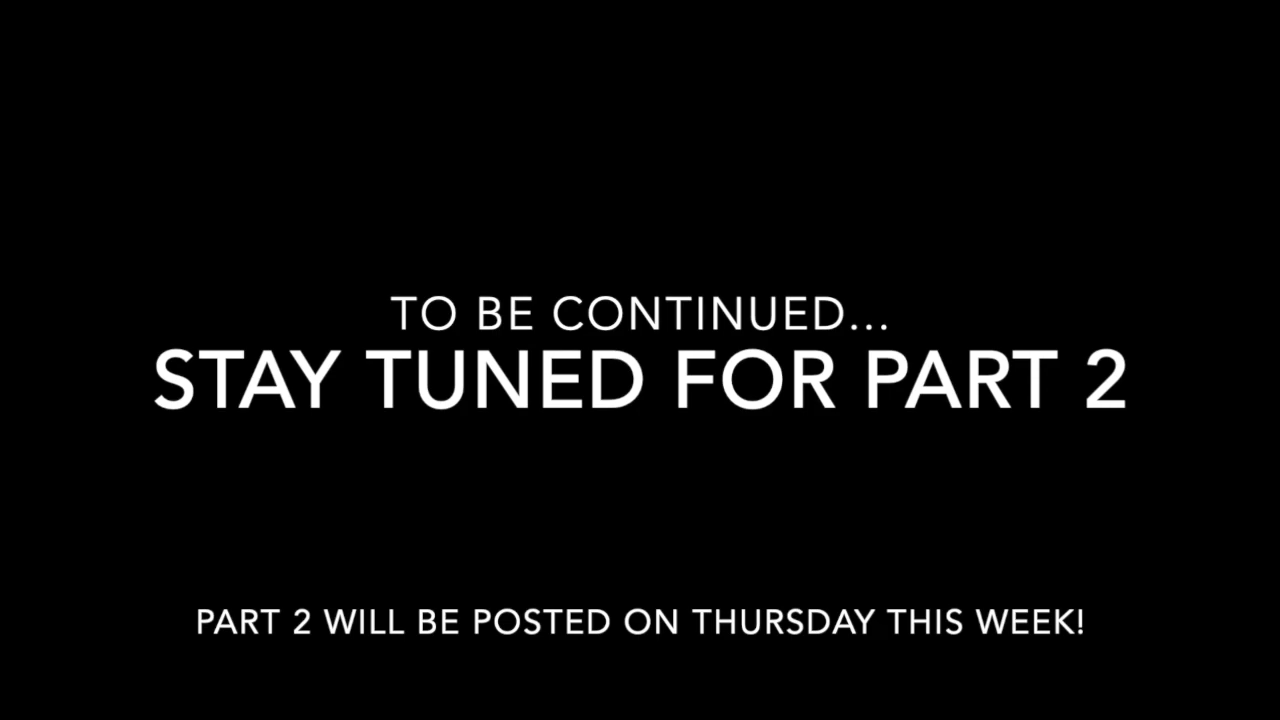 TO BE CONTINUED...
STAY TUNED FOR PART 2
PART 2 WILL BE POSTED ON THURSDAY THIS WEEK!